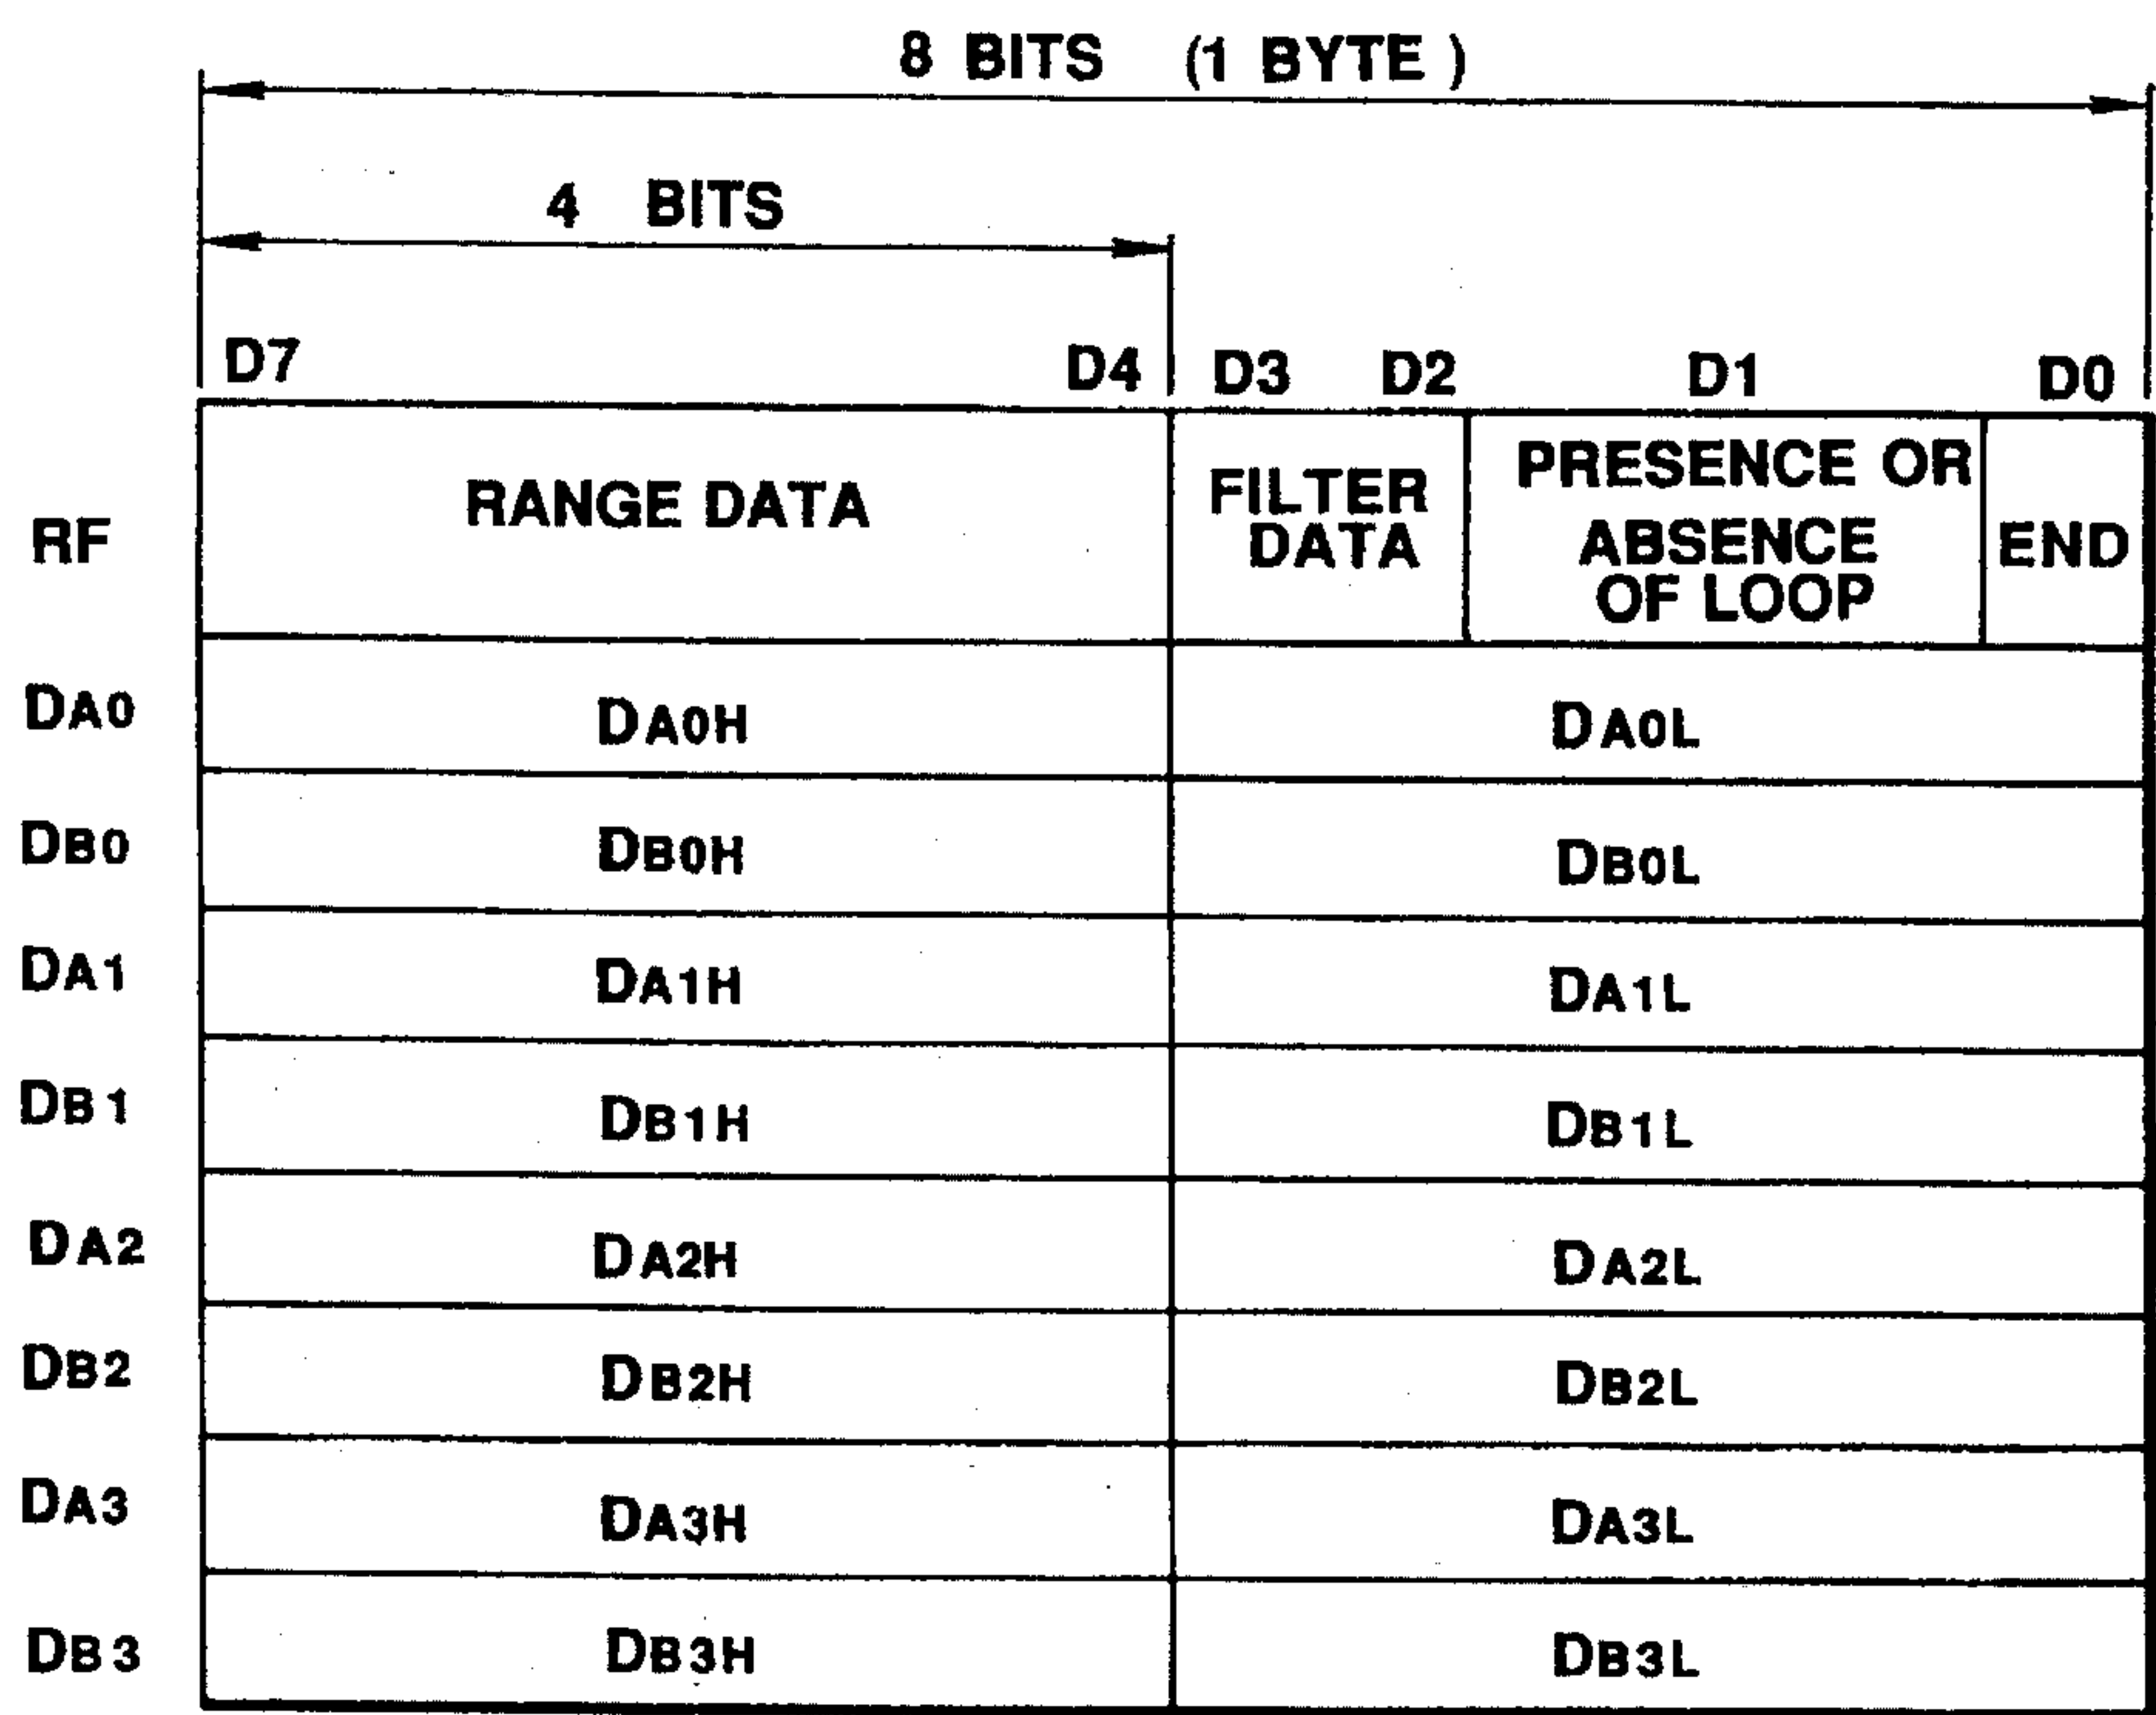 8 BITS (1 BYTE )
4 BITS
D7 D4 D3 D2 D1 D0
RF
RANGE DATA
FILTER
DATA
PRESENCE OR
ABSENCE
OF LOOP
END
DA0 DA0H DA0L
DB0 DB0H DB0L
DA1 DA1H DA1L
DB1 DB1H DB1L
DA2 DA2H DA2L
DB2 DB2H DB2L
DA3 DA3H DA3L
DB3 DB3H DB3L